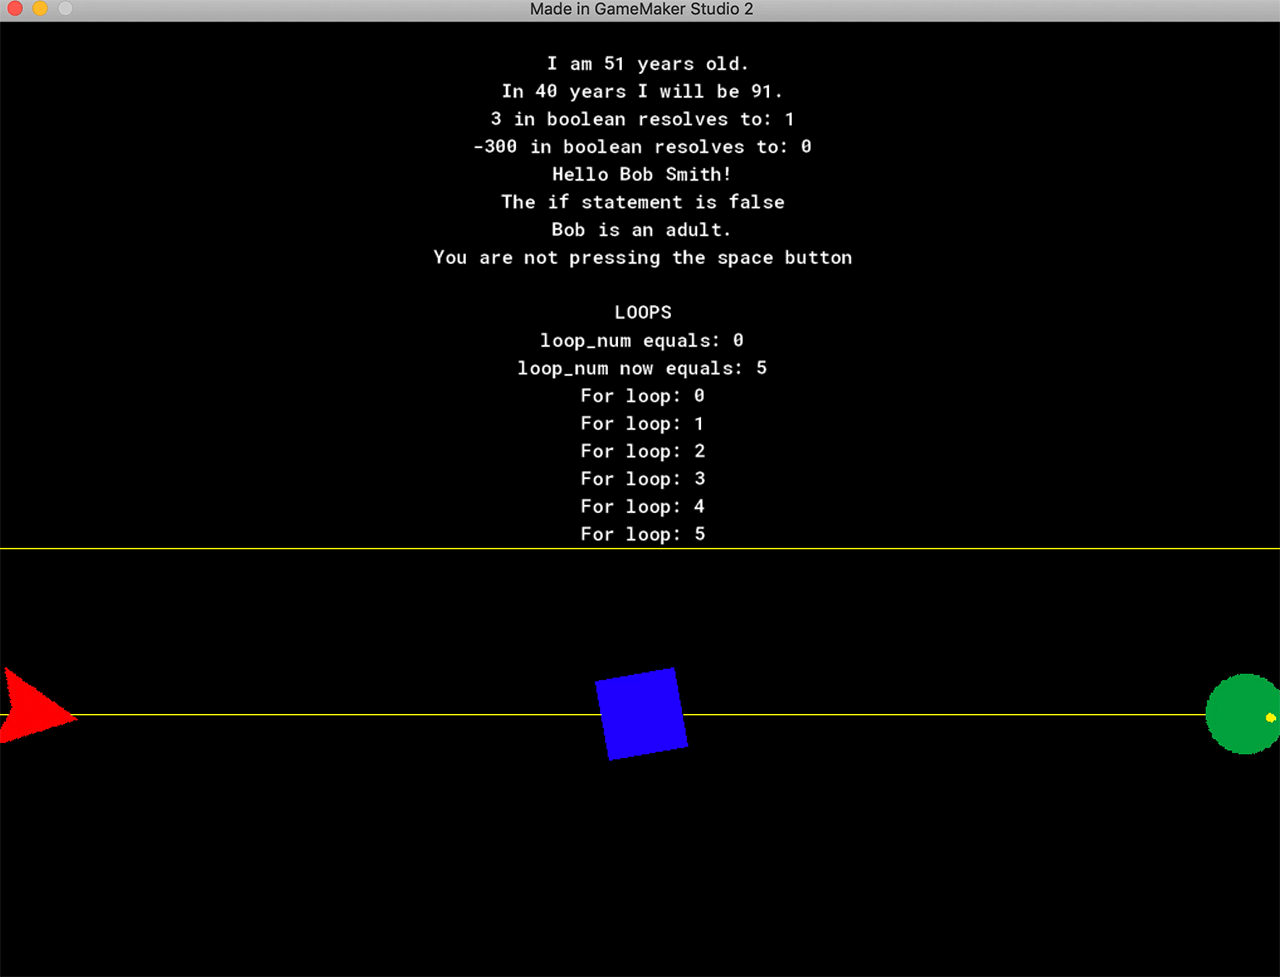 Made in GameMaker Studio 2
I am 51 years old.
In 40 years I will be 91.
3 in boolean resolves to: 1
-300 in boolean resolves to: 0
Hello Bob Smith!
The if statement is false
Bob is an adult.
You are not pressing the space button
LOOPS
loop_num equals: 0
loop_num now equals: 5
For loop: 0
For loop: 1
For loop: 2
For loop: 3
For loop: 4
For loop: 5